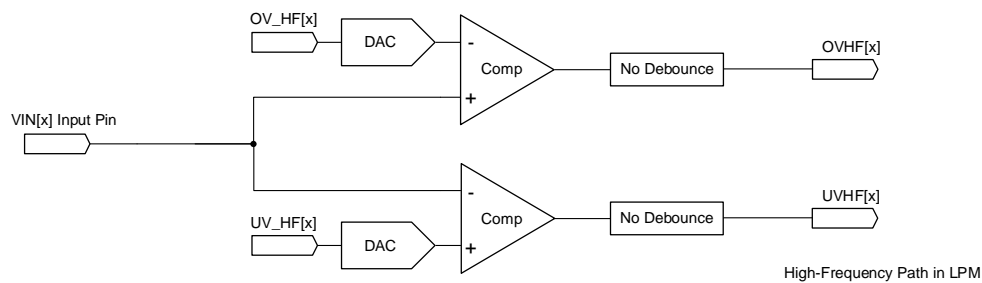 OV_HF[x]
DAC
-
Comp
+
No Debounce
OVHF[x]
VIN[x] Input Pin
-
Comp
+
No Debounce
UVHF[x]
UV_HF[x]
DAC
High-Frequency Path in LPM